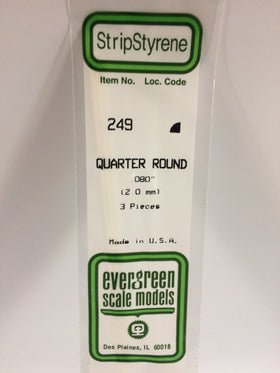 StripStyrene
Item No. Loc. Code
249
QUARTER ROUND
.080"
(2.0 mm)
3 Pieces
Made in U.S.A.
evergreen
scale models
Des Plaines, IL 60018